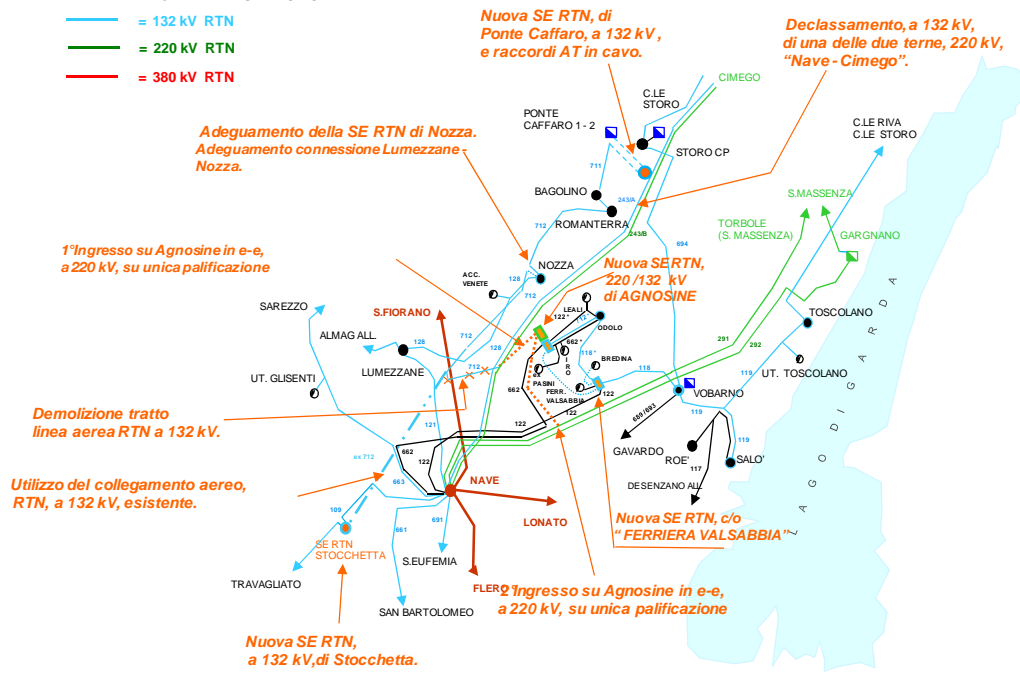 = 132 kV RTN
= 220 kV RTN
= 380 kV RTN
Nuova SE RTN, di
Ponte Caffaro, a 132 kV ,
e raccordi AT in cavo.
Declassamento, a 132 kV,
di una delle due terne, 220 kV,
“Nave - Cimego”.
CIMEGO
C.LE
STORO
PONTE
CAFFARO 1 - 2
STORO CP
C.LE RIVA
C.LE STORO
Adeguamento della SE RTN di Nozza.
Adeguamento connessione Lumezzane -
Nozza.
711
BAGOLINO
243/A
ROMANTERRA
712
243/B
694
S.MASSENZA
TORBOLE
(S. MASSENZA)
GARGNANO
1°Ingresso su Agnosine in e-e,
a 220 kV, su unica palificazione
NOZZA
ACC.
VENETE
128
712
Nuova SE RTN,
220 /132 kV
di AGNOSINE
SAREZZO
S.FIORANO
LEALI
122"
ODOLO
TOSCOLANO
ALMAG ALL.
128
712
128
662"
I R O
118"
BREDINA
118
291
292
119
UT. TOSCOLANO
LUMEZZANE
712
ex
PASINI
FERR.
VALSABBIA
UT. GLISENTI
662
122
122
VOBARNO
119
Demolizione tratto
linea aerea RTN a 132 kV.
121
122
689 / 693
GAVARDO
ROE'
119
SALO'
117
DESENZANO ALL.
ex 712
662
122
663
NAVE
Utilizzo del collegamento aereo,
RTN, a 132 kV, esistente.
LONATO
109
661
691
SE RTN
STOCCHETTA
S.EUFEMIA
Nuova SE RTN, c/o
“ FERRIERA VALSABBIA”
TRAVAGLIATO
FLERO
2°Ingresso su Agnosine in e-e,
a 220 kV, su unica palificazione
SAN BARTOLOMEO
Nuova SE RTN,
a 132 kV,di Stocchetta.
L A G O D I G A R D A